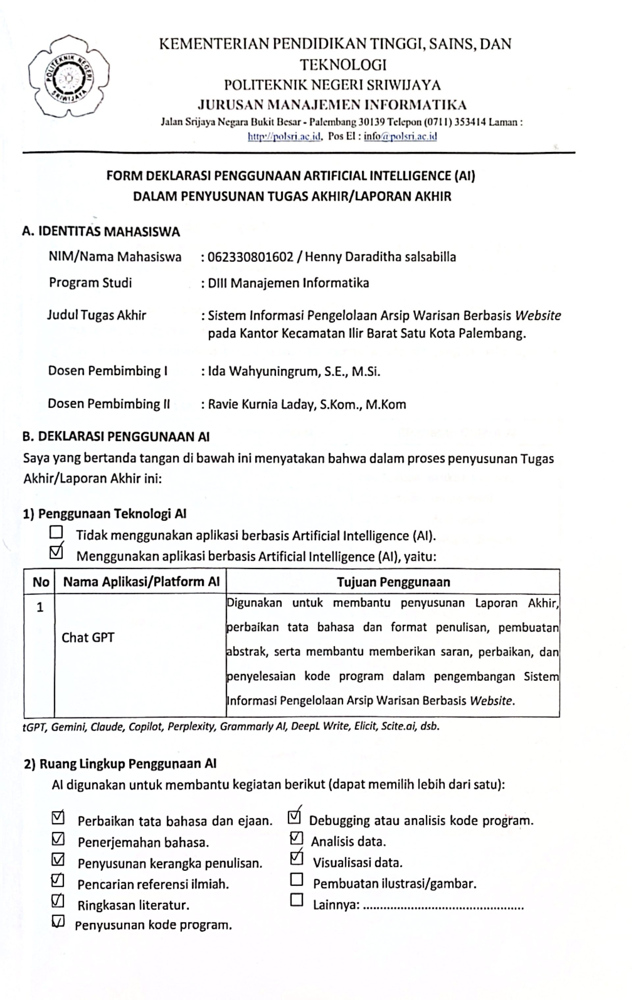 POLITEKNIK NEGERI
SRIWIJAYA
KEMENTERIAN PENDIDIKAN TINGGI, SAINS, DAN
TEKNOLOGI
POLITEKNIK NEGERI SRIWIJAYA
JURUSAN MANAJEMEN INFORMATIKA
Jalan Srijaya Negara Bukit Besar - Palembang 30139 Telepon (0711) 353414 Laman :
http://polsri.ac.id, Pos El : info@polsri.ac.id
FORM DEKLARASI PENGGUNAAN ARTIFICIAL INTELLIGENCE (AI)
DALAM PENYUSUNAN TUGAS AKHIR/LAPORAN AKHIR
A. IDENTITAS MAHASISWA
NIM/Nama Mahasiswa : 062330801602 / Henny Daraditha salsabilla
Program Studi : DIII Manajemen Informatika
Judul Tugas Akhir : Sistem Informasi Pengelolaan Arsip Warisan Berbasis Website
pada Kantor Kecamatan Ilir Barat Satu Kota Palembang.
Dosen Pembimbing I : Ida Wahyuningrum, S.E., M.Si.
Dosen Pembimbing II : Ravie Kurnia Laday, S.Kom., M.Kom
B. DEKLARASI PENGGUNAAN AI
Saya yang bertanda tangan di bawah ini menyatakan bahwa dalam proses penyusunan Tugas
Akhir/Laporan Akhir ini:
1) Penggunaan Teknologi AI
☐ Tidak menggunakan aplikasi berbasis Artificial Intelligence (AI).
☑ Menggunakan aplikasi berbasis Artificial Intelligence (AI), yaitu:
No Nama Aplikasi/Platform AI Tujuan Penggunaan
1 Chat GPT
Digunakan untuk membantu penyusunan Laporan Akhir,
perbaikan tata bahasa dan format penulisan, pembuatan
abstrak, serta membantu memberikan saran, perbaikan, dan
penyelesaian kode program dalam pengembangan Sistem
Informasi Pengelolaan Arsip Warisan Berbasis Website.
tGPT, Gemini, Claude, Copilot, Perplexity, Grammarly AI, DeepL Write, Elicit, Scite.ai, dsb.
2) Ruang Lingkup Penggunaan AI
AI digunakan untuk membantu kegiatan berikut (dapat memilih lebih dari satu):
☑ Perbaikan tata bahasa dan ejaan.
☑ Penerjemahan bahasa.
☑ Penyusunan kerangka penulisan.
☑ Pencarian referensi ilmiah.
☑ Ringkasan literatur.
☑ Penyusunan kode program.
☑ Debugging atau analisis kode program.
☑ Analisis data.
☑ Visualisasi data.
☐ Pembuatan ilustrasi/gambar.
☐ Lainnya: ...............................................